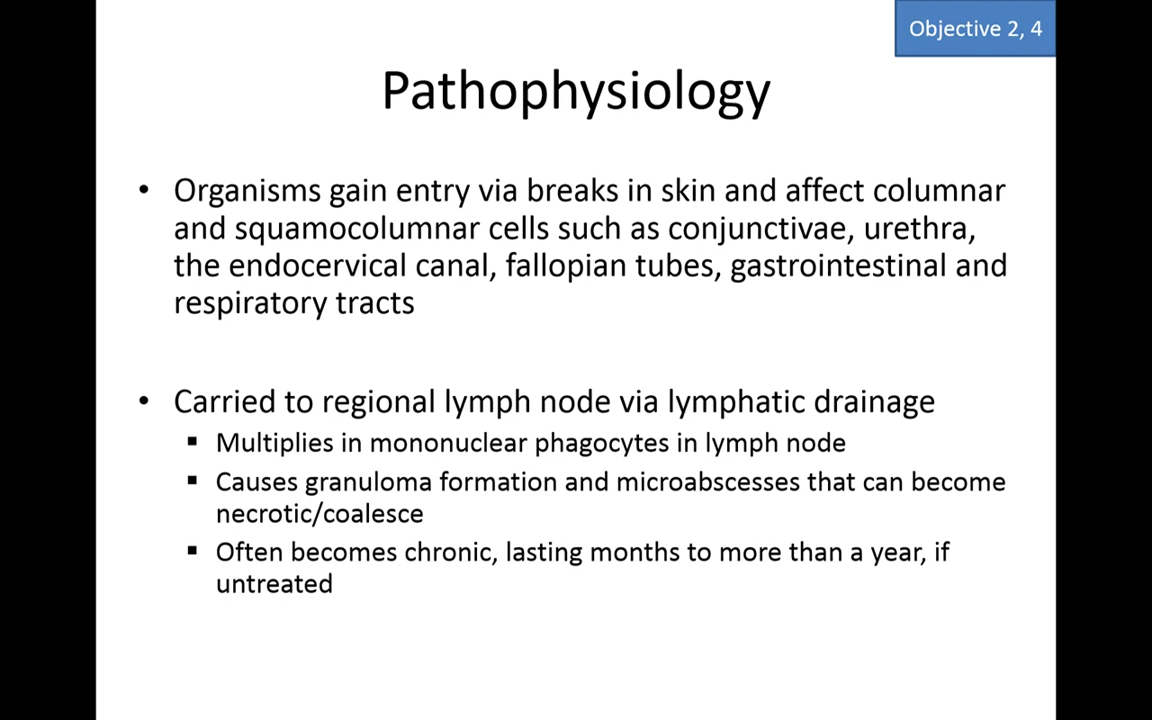 Objective 2, 4
Pathophysiology
• Organisms gain entry via breaks in skin and affect columnar
and squamocolumnar cells such as conjunctivae, urethra,
the endocervical canal, fallopian tubes, gastrointestinal and
respiratory tracts
• Carried to regional lymph node via lymphatic drainage
▪ Multiplies in mononuclear phagocytes in lymph node
▪ Causes granuloma formation and microabscesses that can become
necrotic/coalesce
▪ Often becomes chronic, lasting months to more than a year, if
untreated